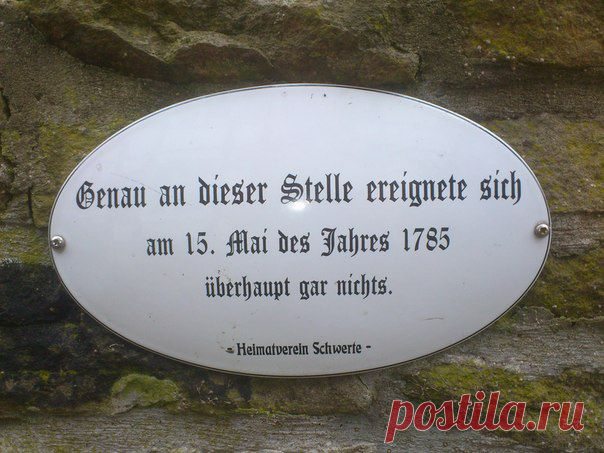 Genau an dieser Stelle ereignete sich
am 15. Mai des Jahres 1785
überhaupt gar nichts.
- Heimatverein Schwerte -
postila.ru